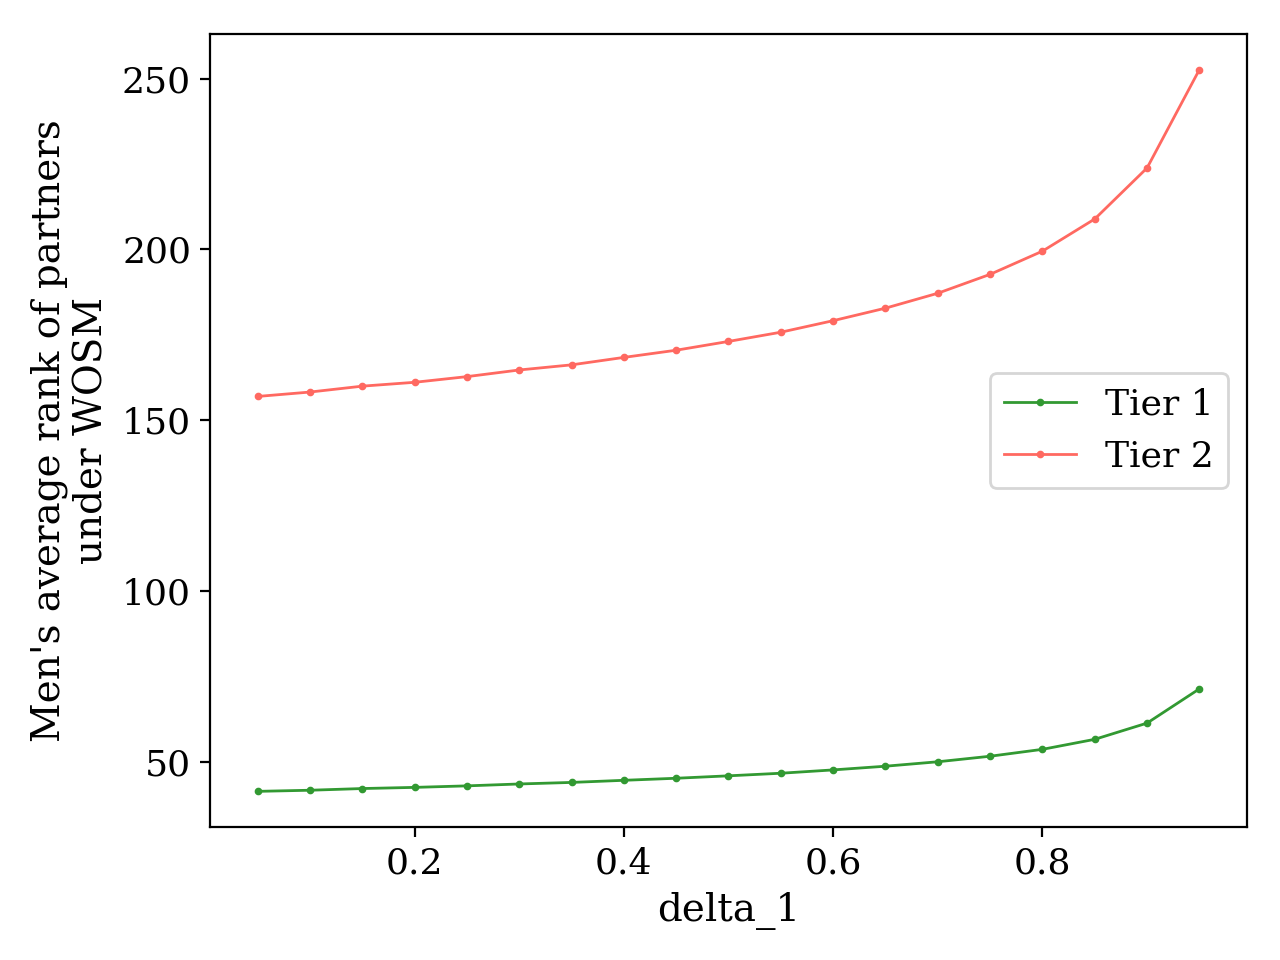 250
200
150
100
50
Men's average rank of partners
under WOSM
Tier 1
Tier 2
0.2 0.4 0.6 0.8
delta_1